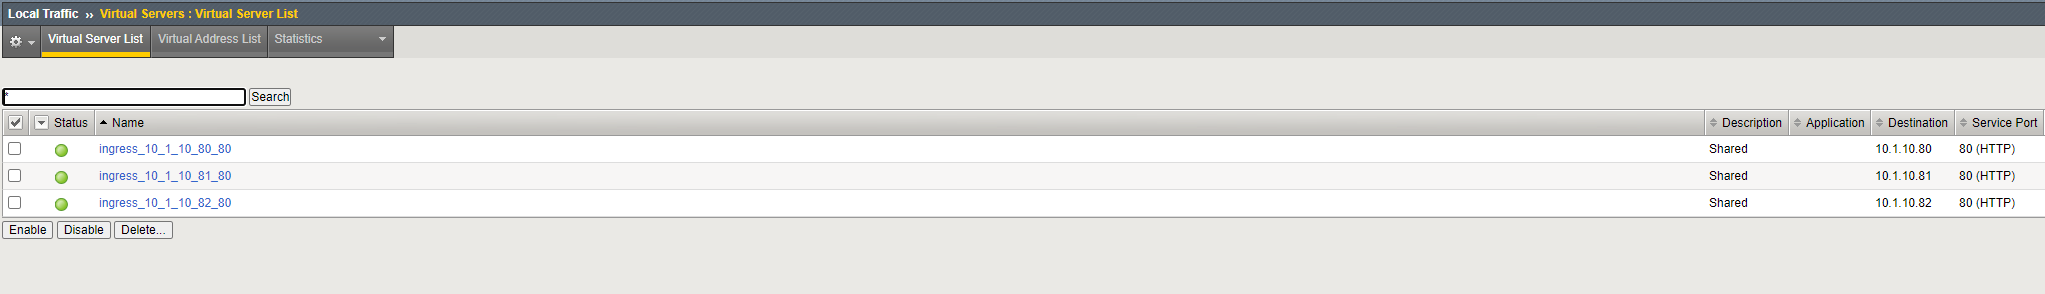 Local Traffic ›› Virtual Servers : Virtual Server List
Virtual Server List Virtual Address List Statistics
* Search
Status Name Description Application Destination Service Port
ingress_10_1_10_80_80 Shared 10.1.10.80 80 (HTTP)
ingress_10_1_10_81_80 Shared 10.1.10.81 80 (HTTP)
ingress_10_1_10_82_80 Shared 10.1.10.82 80 (HTTP)
Enable Disable Delete...